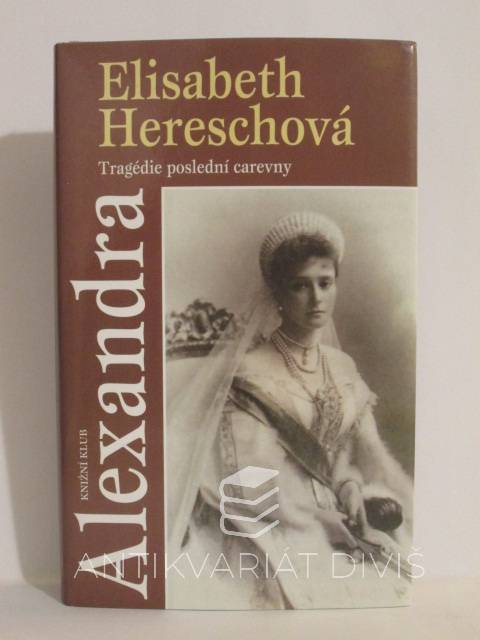 Elisabeth
Hereschová
Tragédie poslední carevny
Alexandra
KNIŽNÍ KLUB
ANTIKVARIÁT DIVIŠ